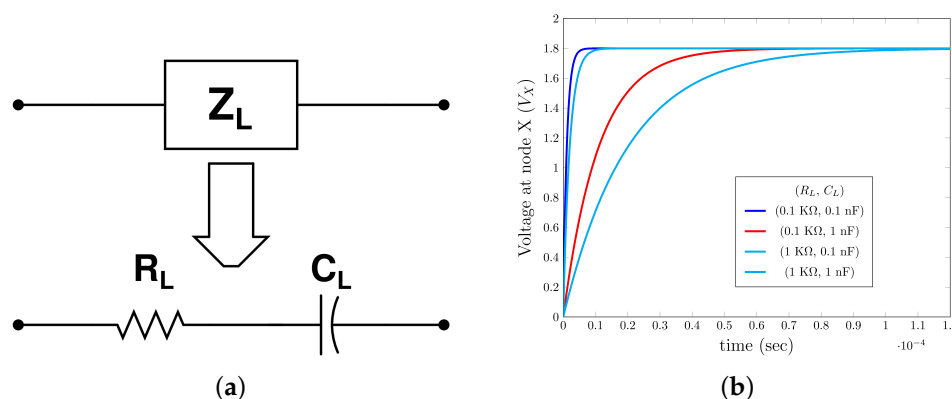 Z_L
R_L
C_L
(a)
Voltage at node X (V_X)
2
1.8
1.6
1.4
1.2
1
0.8
0.6
0.4
0.2
0
(R_L, C_L)
(0.1 KΩ, 0.1 nF)
(0.1 KΩ, 1 nF)
(1 KΩ, 0.1 nF)
(1 KΩ, 1 nF)
0 0.1 0.2 0.3 0.4 0.5 0.6 0.7 0.8 0.9 1 1.1 1.2
time (sec)
·10⁻⁴
(b)